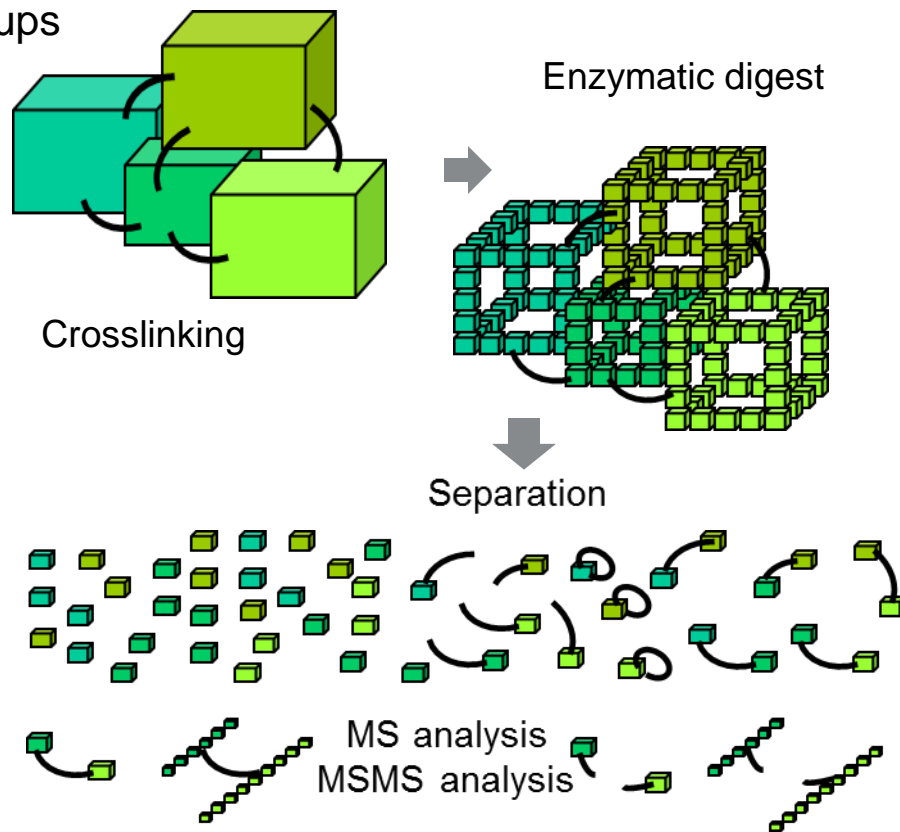 ups
Enzymatic digest
Crosslinking
Separation
MS analysis
MSMS analysis